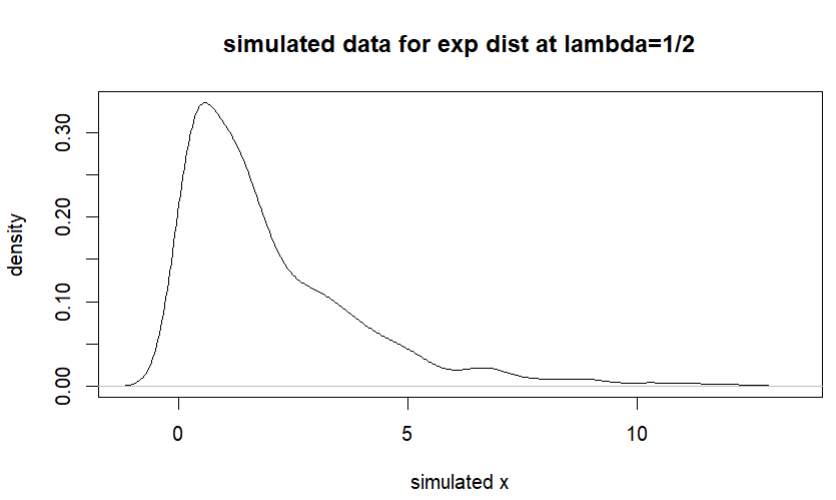 simulated data for exp dist at lambda=1/2
density
0.30
0.20
0.10
0.00
0 5 10
simulated x